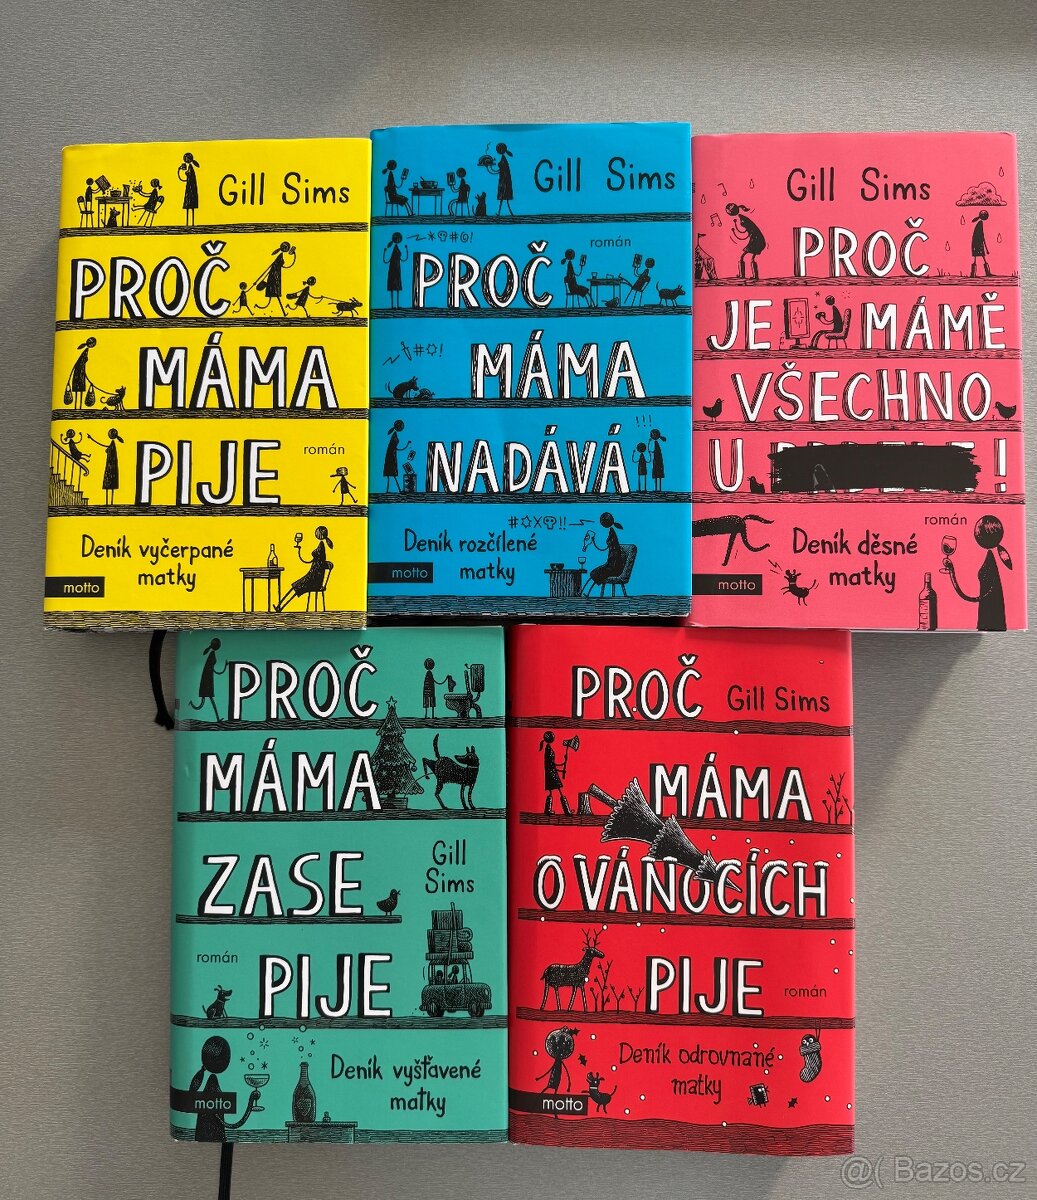 Gill Sims
PROČ
MÁMA
PIJE
román
Deník vyčerpané
matky
motto
Gill Sims
román
PROČ
MÁMA
NADÁVÁ
Deník rozčílené
matky
motto
Gill Sims
PROČ
JE MÁMĚ
VŠECHNO
U !
román
Deník děsné
matky
motto
PROČ
MÁMA
ZASE
Gill
Sims
román
PIJE
Deník vyšťavené
matky
motto
PROČ Gill Sims
MÁMA
O VÁNOCÍCH
PIJE
román
Deník odrovnané
matky
motto
@( Bazos.cz